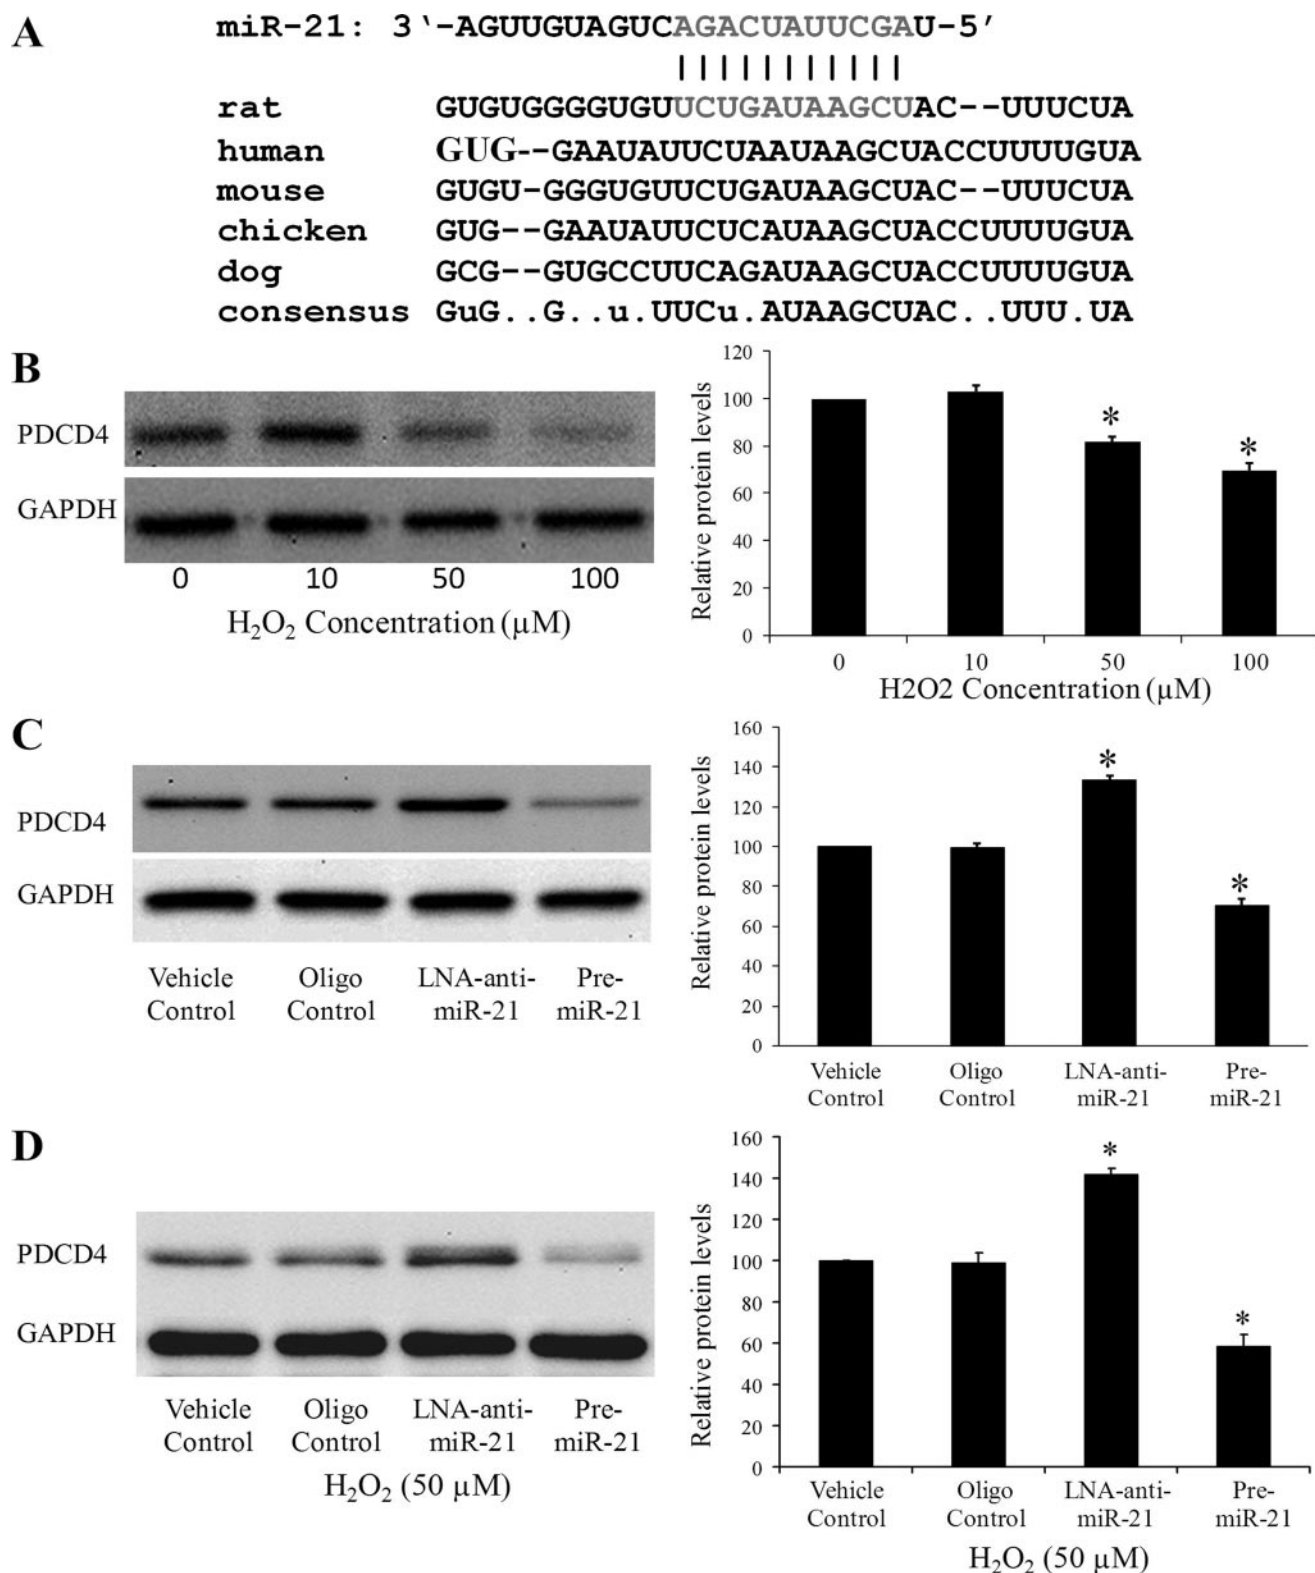 A
miR-21: 3‘-AGUUGUAGUCAGACUAUUCGAU-5’
rat GUGUGGGGUGUUCUGAUAAGCUAC--UUUCUA
human GUG--GAAUAUUCUAAUAAGCUACCUUUUGUA
mouse GUGU-GGGUGUUCUGAUAAGCUAC--UUUCUA
chicken GUG--GAAUAUUCUCAUAAGCUACCUUUUGUA
dog GCG--GUGCCUUCAGAUAAGCUACCUUUUGUA
consensus GuG..G..u.UUCu.AUAAGCUAC..UUU.UA
B
PDCD4
GAPDH
0 10 50 100
H₂O₂ Concentration (µM)
Relative protein levels
120
100
80
60
40
20
0
* *
0 10 50 100
H2O2 Concentration (µM)
C
PDCD4
GAPDH
Vehicle Oligo LNA-anti- Pre-
Control Control miR-21 miR-21
Relative protein levels
160
140
120
100
80
60
40
20
0
* *
Vehicle Oligo LNA-anti- Pre-
Control Control miR-21 miR-21
D
PDCD4
GAPDH
Vehicle Oligo LNA-anti- Pre-
Control Control miR-21 miR-21
H₂O₂ (50 µM)
Relative protein levels
160
140
120
100
80
60
40
20
0
* *
Vehicle Oligo LNA-anti- Pre-
Control Control miR-21 miR-21
H₂O₂ (50 µM)